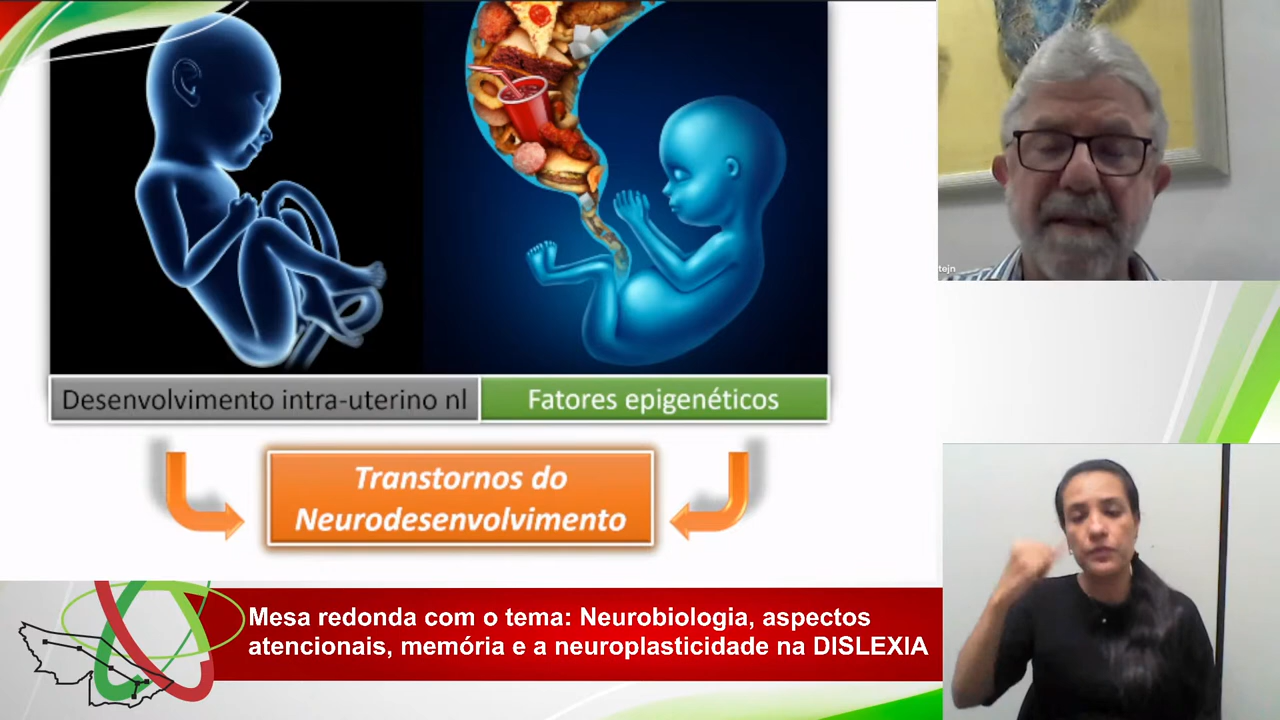 Desenvolvimento intra-uterino nl
Fatores epigenéticos
Transtornos do
Neurodesenvolvimento
tejn
Mesa redonda com o tema: Neurobiologia, aspectos
atencionais, memória e a neuroplasticidade na DISLEXIA